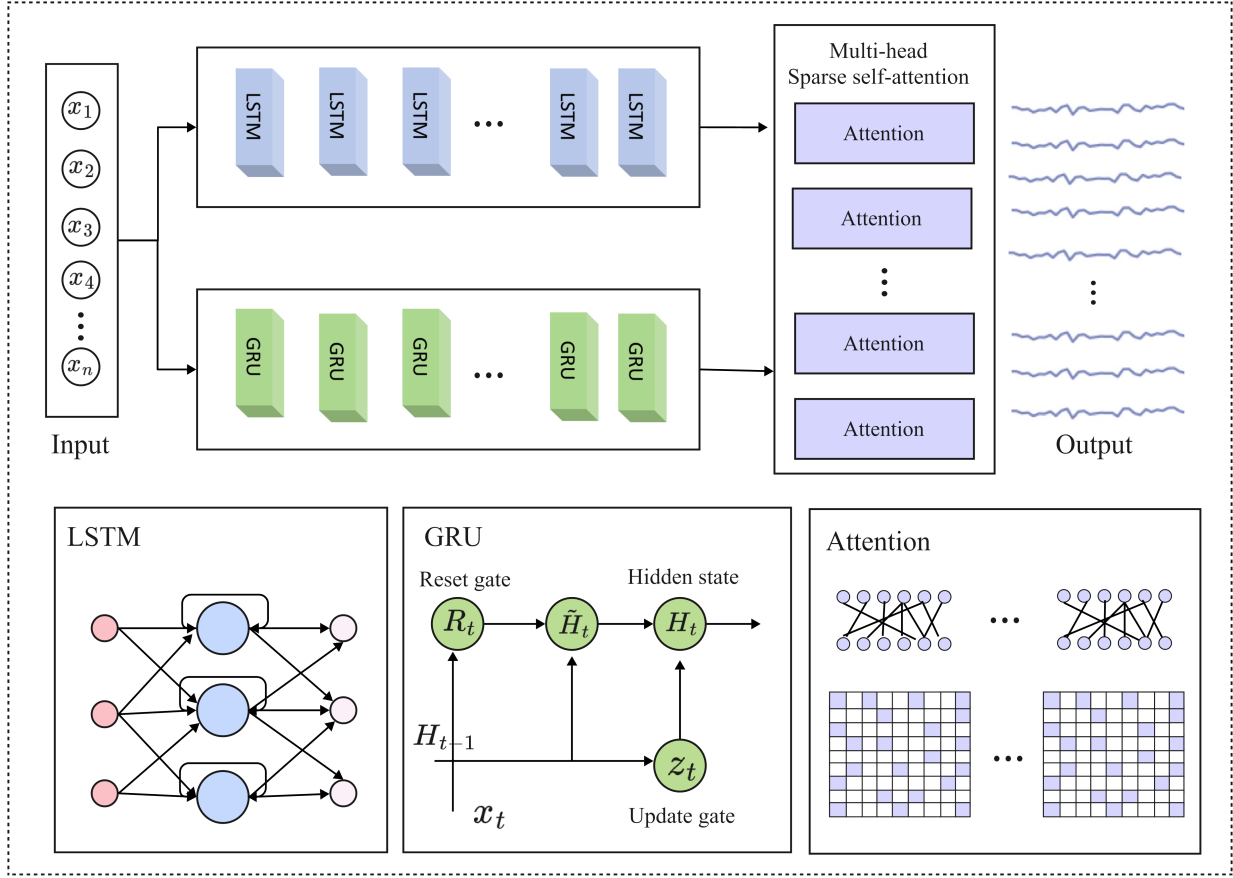 x₁
x₂
x₃
x₄
⋮
xₙ
Input
LSTM
LSTM
LSTM
...
LSTM
LSTM
GRU
GRU
GRU
...
GRU
GRU
Multi-head
Sparse self-attention
Attention
Attention
⋮
Attention
Attention
⋮
Output
LSTM
GRU
Reset gate
Hidden state
Rₜ
H̃ₜ
Hₜ
Hₜ₋₁
zₜ
xₜ
Update gate
Attention
...
...